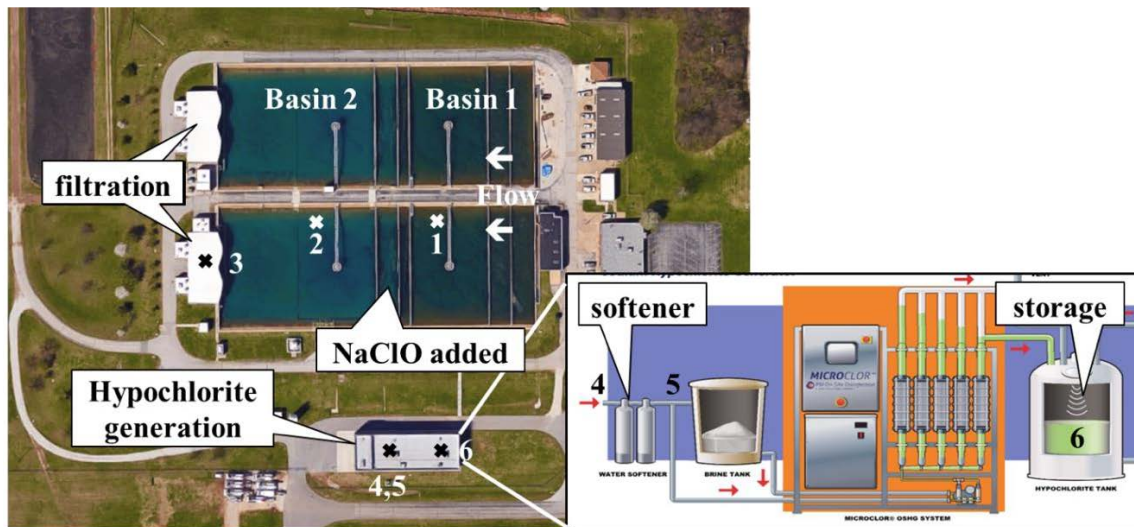 Basin 2
Basin 1
Flow
filtration
2
1
3
NaClO added
Hypochlorite
generation
6
4,5
softener
storage
4
5
MICROCLOR™
6
WATER SOFTENER
BRINE TANK
HYPOCHLORITE TANK
MICROCLOR® OSHG SYSTEM